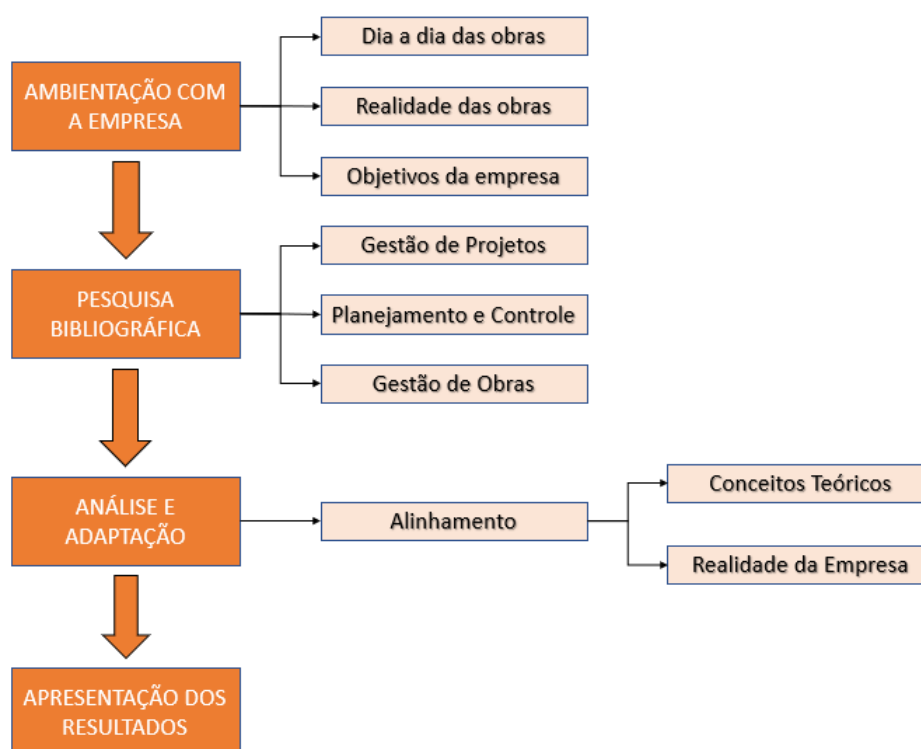 AMBIENTAÇÃO COM
A EMPRESA
Dia a dia das obras
Realidade das obras
Objetivos da empresa
PESQUISA
BIBLIOGRÁFICA
Gestão de Projetos
Planejamento e Controle
Gestão de Obras
ANÁLISE E
ADAPTAÇÃO
Alinhamento
Conceitos Teóricos
Realidade da Empresa
APRESENTAÇÃO DOS
RESULTADOS